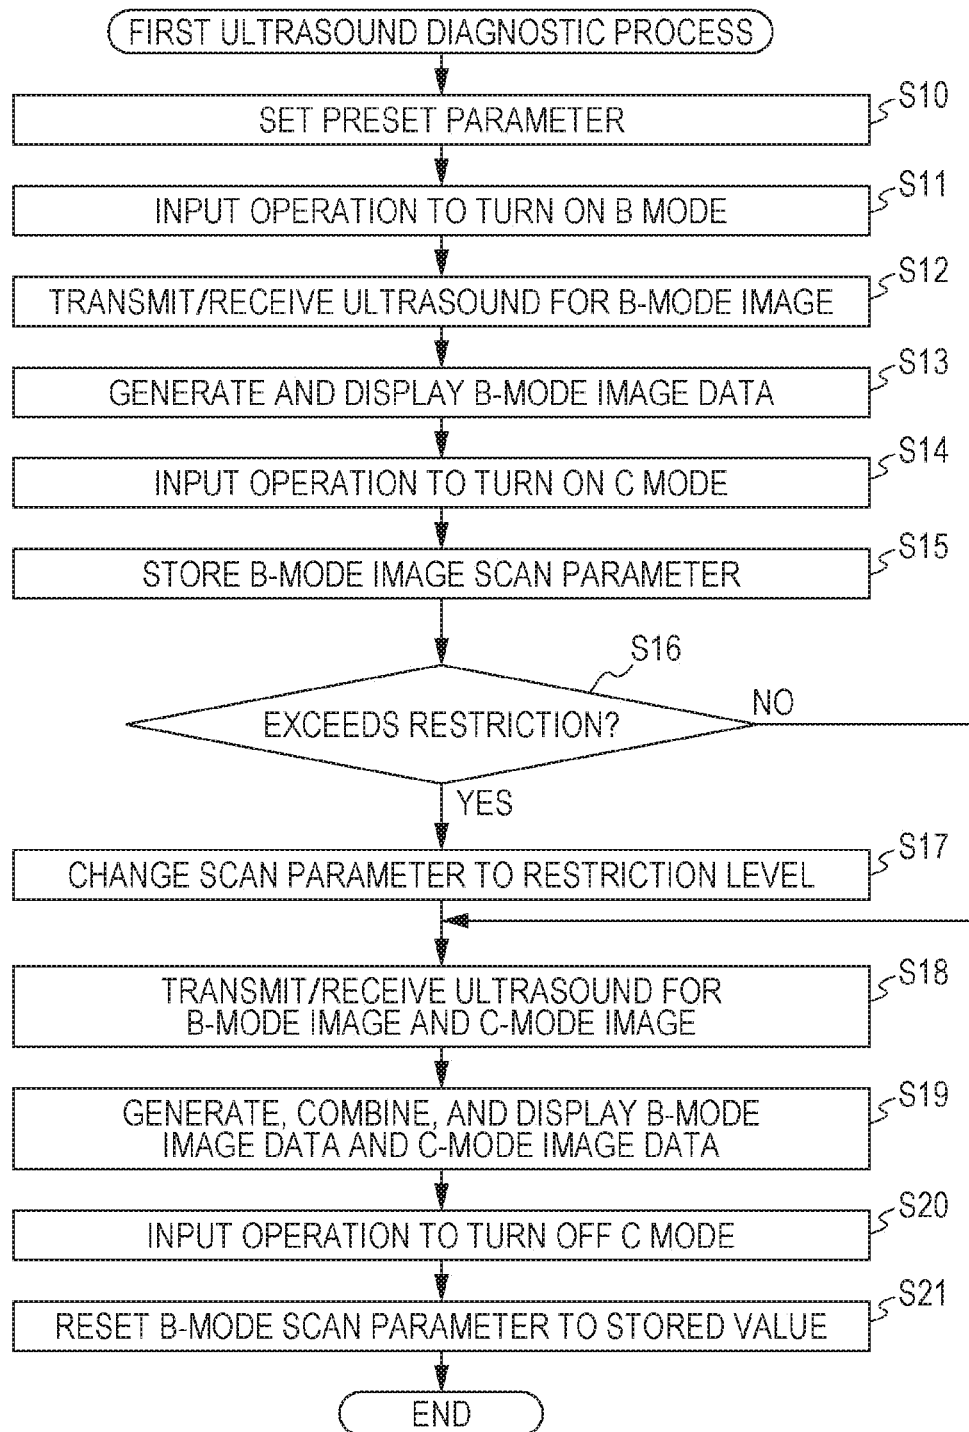 FIRST ULTRASOUND DIAGNOSTIC PROCESS
S10
SET PRESET PARAMETER
S11
INPUT OPERATION TO TURN ON B MODE
S12
TRANSMIT/RECEIVE ULTRASOUND FOR B-MODE IMAGE
S13
GENERATE AND DISPLAY B-MODE IMAGE DATA
S14
INPUT OPERATION TO TURN ON C MODE
S15
STORE B-MODE IMAGE SCAN PARAMETER
S16
EXCEEDS RESTRICTION?
NO
YES
S17
CHANGE SCAN PARAMETER TO RESTRICTION LEVEL
S18
TRANSMIT/RECEIVE ULTRASOUND FOR
B-MODE IMAGE AND C-MODE IMAGE
S19
GENERATE, COMBINE, AND DISPLAY B-MODE
IMAGE DATA AND C-MODE IMAGE DATA
S20
INPUT OPERATION TO TURN OFF C MODE
S21
RESET B-MODE SCAN PARAMETER TO STORED VALUE
END